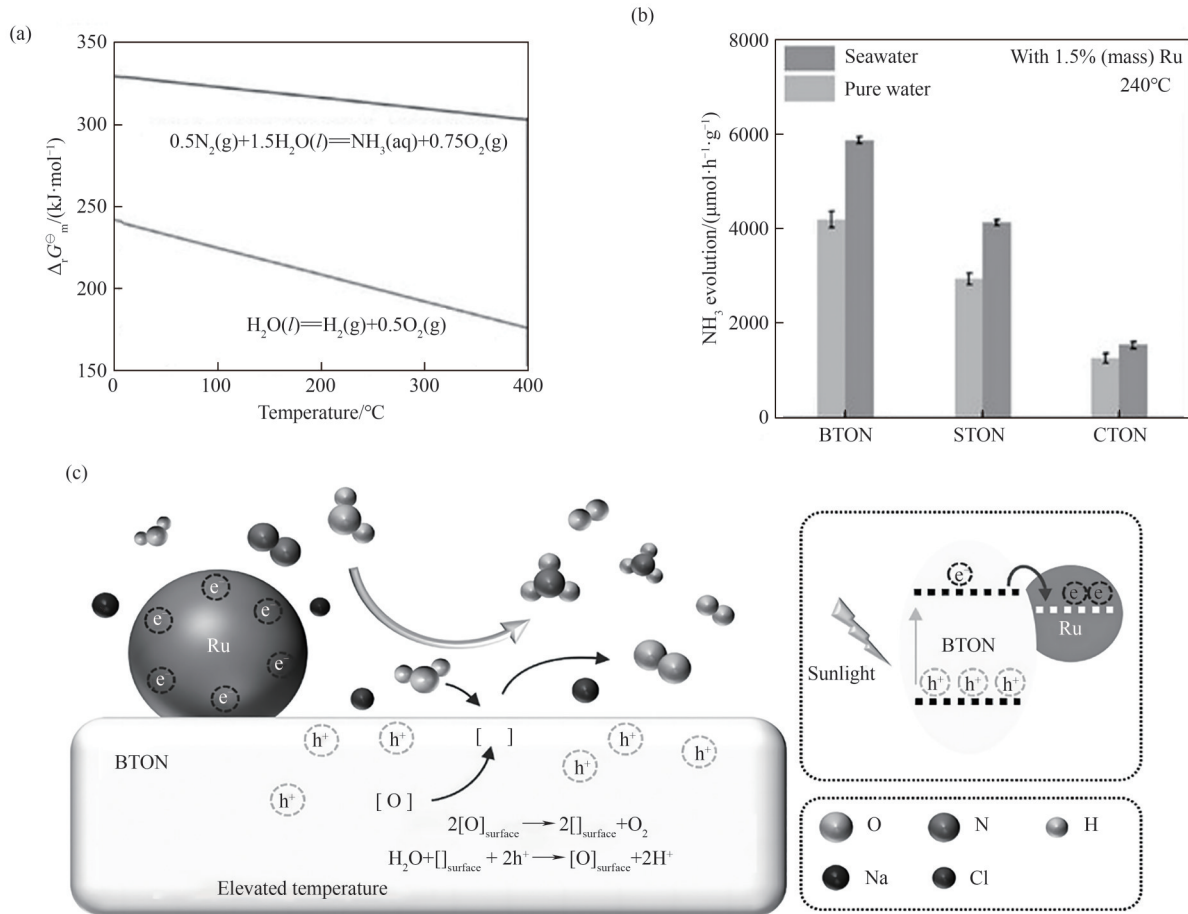 (a)
350
300
250
200
150
Δ_rG_m^⊖/(kJ·mol⁻¹)
0.5N₂(g)+1.5H₂O(l)═NH₃(aq)+0.75O₂(g)
H₂O(l)═H₂(g)+0.5O₂(g)
0 100 200 300 400
Temperature/°C
(b)
8000
6000
4000
2000
0
NH₃ evolution/(μmol·h⁻¹·g⁻¹)
Seawater
Pure water
With 1.5% (mass) Ru
240°C
BTON STON CTON
(c)
e
e
e
Ru
e
e⁻
e
BTON
h⁺ h⁺ [ ] h⁺ h⁺
h⁺
h⁺ [O]
2[O]surface → 2[]surface+O₂
H₂O+[]surface + 2h⁺ → [O]surface+2H⁺
Elevated temperature
e
e e
Ru
BTON
Sunlight
h⁺ h⁺ h⁺
O N H
Na Cl